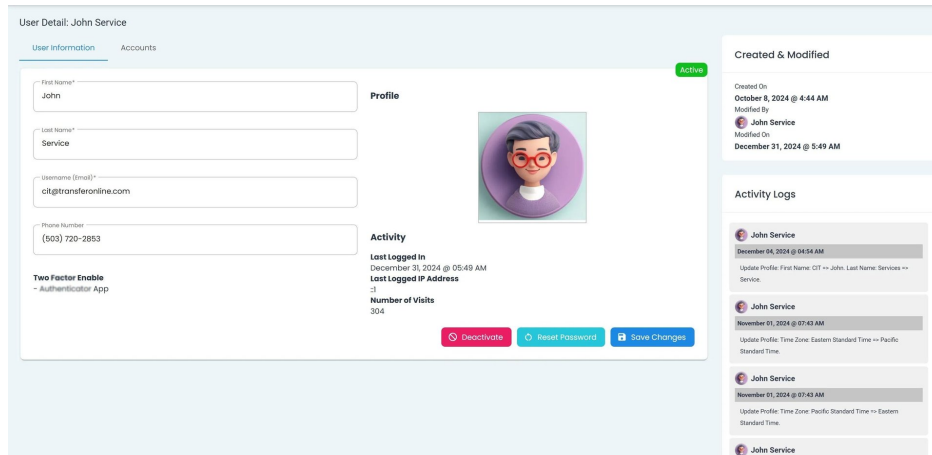 User Detail: John Service
User Information
Accounts
Active
First Name*
John
Last Name*
Service
Username (Email)*
cit@transferonline.com
Phone Number
(503) 720-2853
Two Factor Enable
- Authenticator App
Profile
Activity
Last Logged In
December 31, 2024 @ 05:49 AM
Last Logged IP Address
::1
Number of Visits
304
Deactivate
Reset Password
Save Changes
Created & Modified
Created On
October 8, 2024 @ 4:44 AM
Modified By
John Service
Modified On
December 31, 2024 @ 5:49 AM
Activity Logs
John Service
December 04, 2024 @ 04:54 AM
Update Profile: First Name: CIT => John. Last Name: Services =>
Service.
John Service
November 01, 2024 @ 07:43 AM
Update Profile: Time Zone: Eastern Standard Time => Pacific
Standard Time.
John Service
November 01, 2024 @ 07:43 AM
Update Profile: Time Zone: Pacific Standard Time => Eastern
Standard Time.
John Service